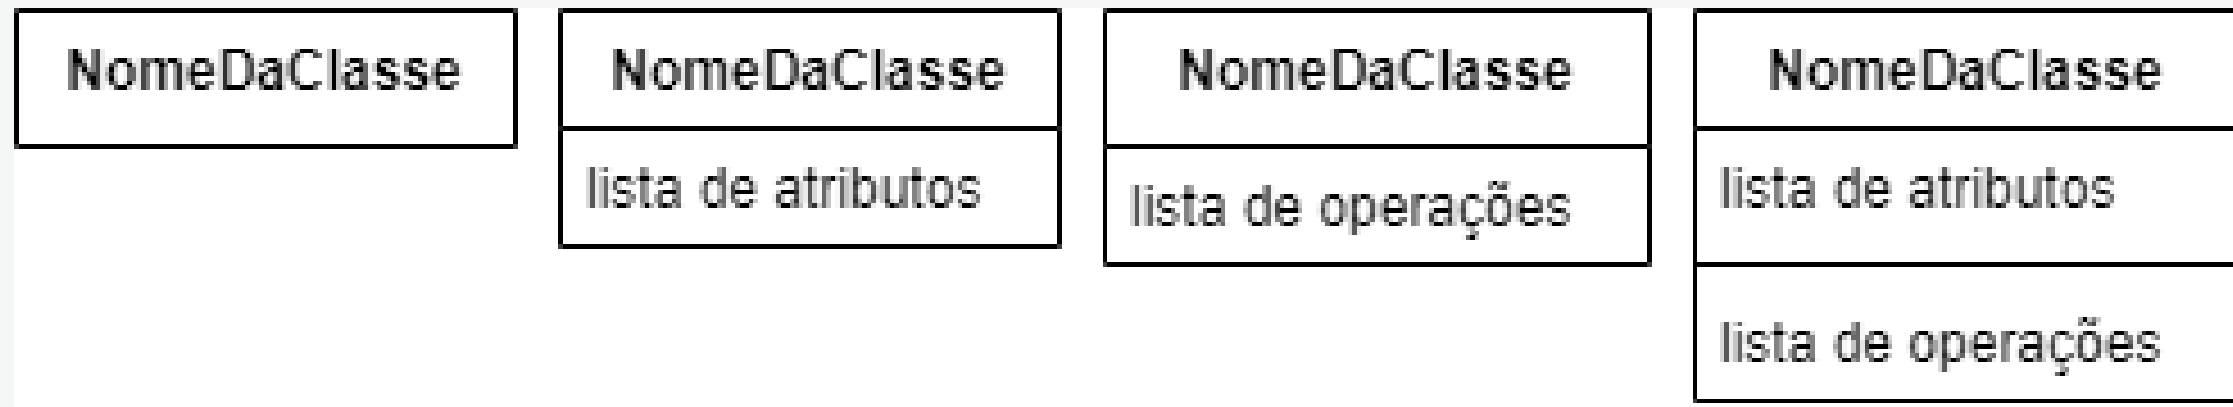 NomeDaClasse
NomeDaClasse
lista de atributos
NomeDaClasse
lista de operações
NomeDaClasse
lista de atributos
lista de operações